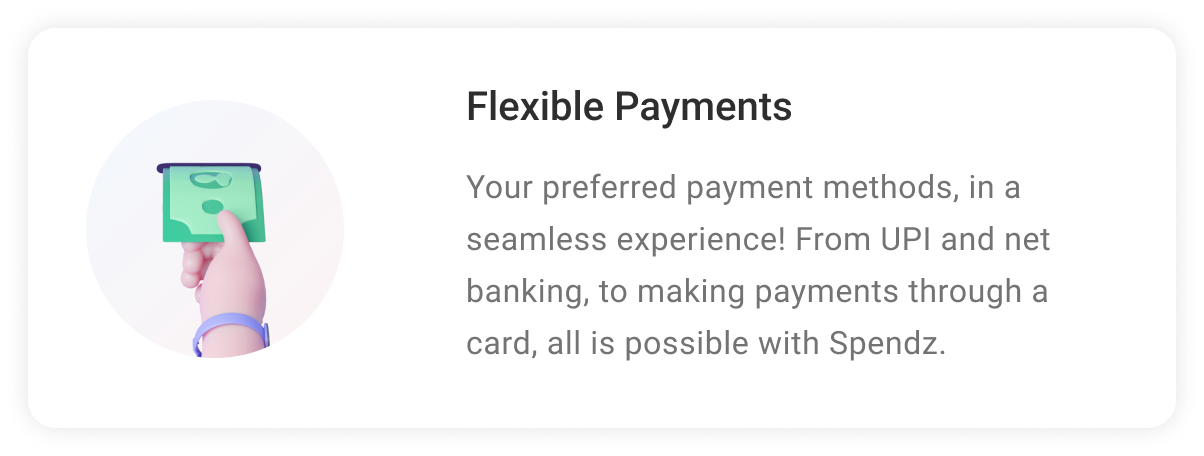 Flexible Payments
Your preferred payment methods, in a
seamless experience! From UPI and net
banking, to making payments through a
card, all is possible with Spendz.